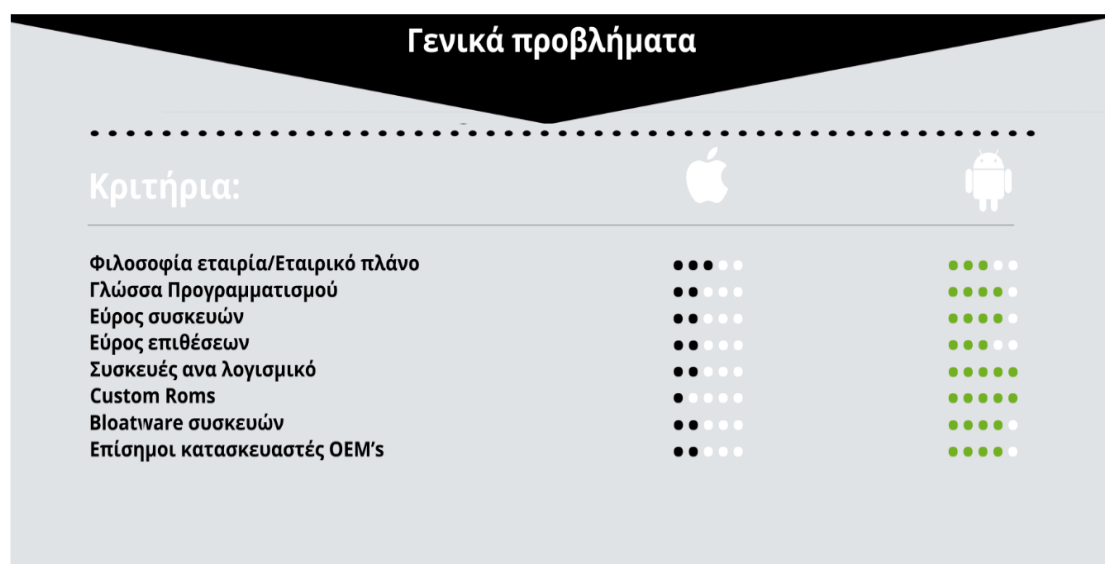 Γενικά προβλήματα
Κριτήρια:
Φιλοσοφία εταιρία/Εταιρικό πλάνο
Γλώσσα Προγραμματισμού
Εύρος συσκευών
Εύρος επιθέσεων
Συσκευές ανα λογισμικό
Custom Roms
Bloatware συσκευών
Επίσημοι κατασκευαστές OEM’s